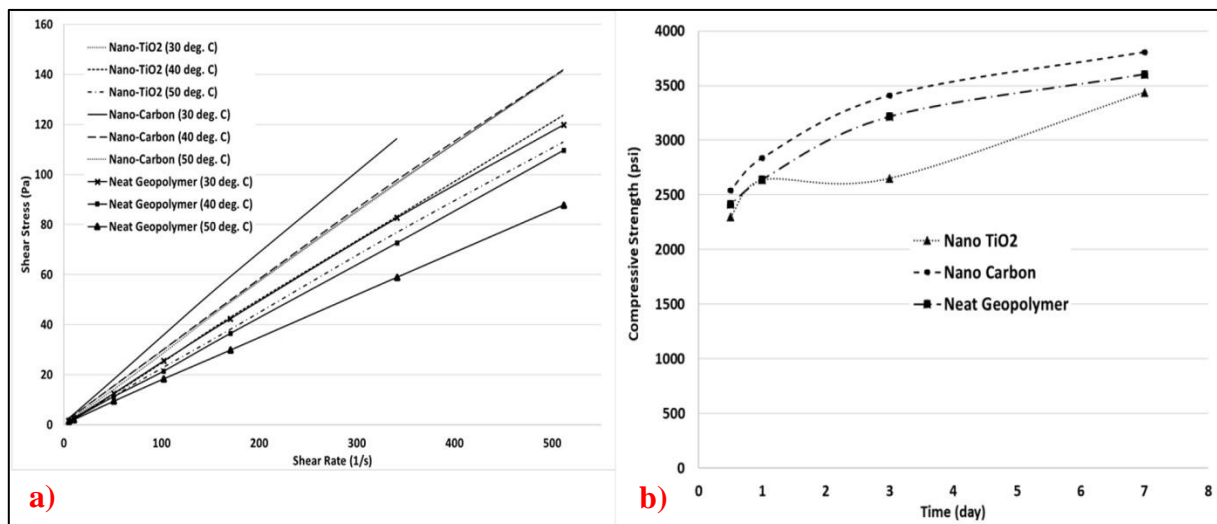 160
140
120
100
80
60
40
20
0
Shear Stress (Pa)
Nano-TiO2 (30 deg. C)
Nano-TiO2 (40 deg. C)
Nano-TiO2 (50 deg. C)
Nano-Carbon (30 deg. C)
Nano-Carbon (40 deg. C)
Nano-Carbon (50 deg. C)
Neat Geopolymer (30 deg. C)
Neat Geopolymer (40 deg. C)
Neat Geopolymer (50 deg. C)
0 100 200 300 400 500
Shear Rate (1/s)
a)
4000
3500
3000
2500
2000
1500
1000
500
0
Compressive Strength (psi)
Nano TiO2
Nano Carbon
Neat Geopolymer
0 1 2 3 4 5 6 7 8
Time (day)
b)